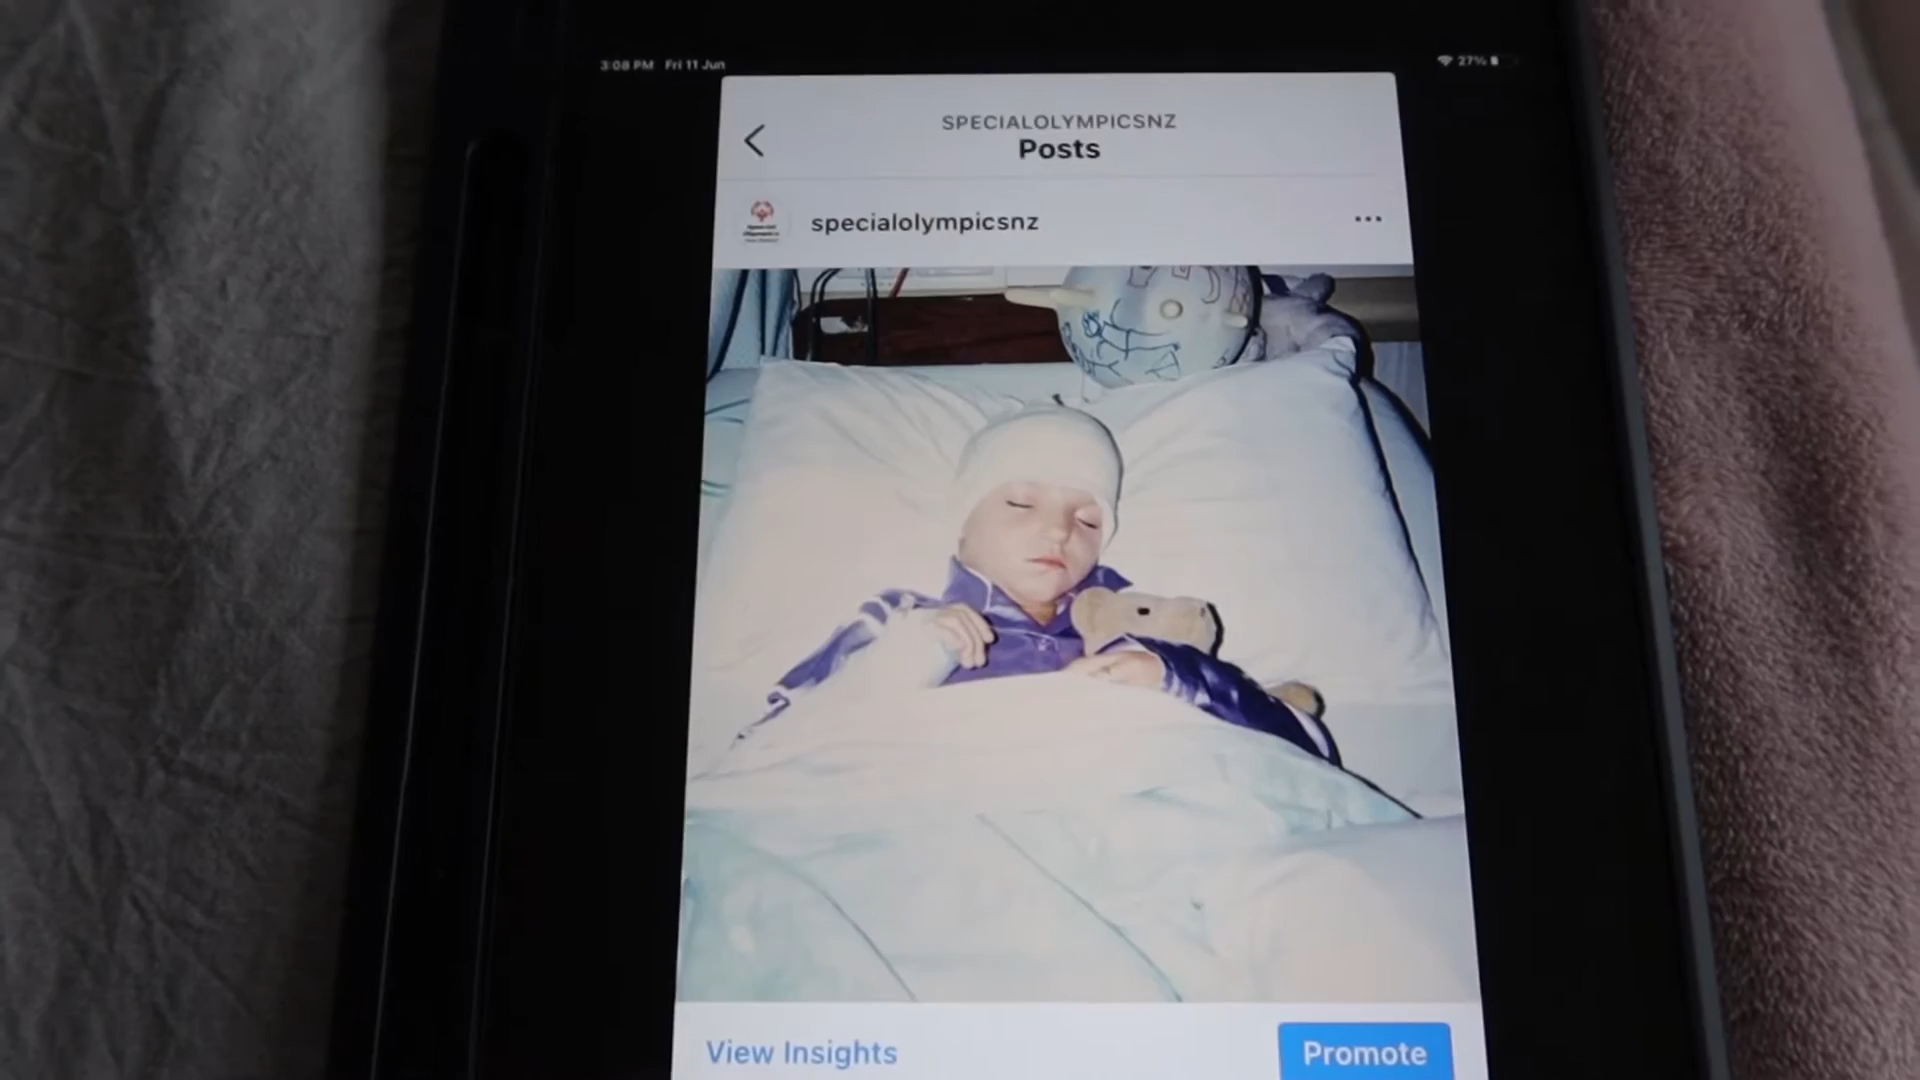 3:08 PM Fri 11 Jun
27%
SPECIALOLYMPICSNZ
Posts
specialolympicsnz
View Insights
Promote